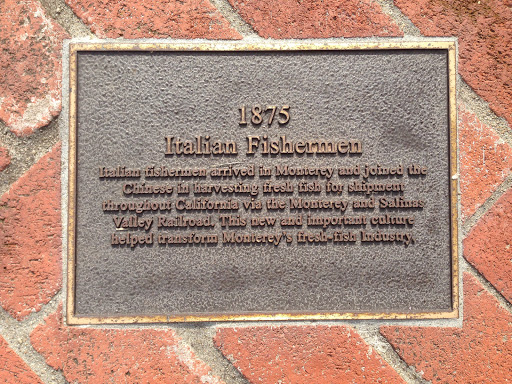 1875
Italian Fishermen
Italian fishermen arrived in Monterey and joined the
Chinese in harvesting fresh fish for shipment
throughout California via the Monterey and Salinas
Valley Railroad. This new and important culture
helped transform Monterey's fresh-fish industry.